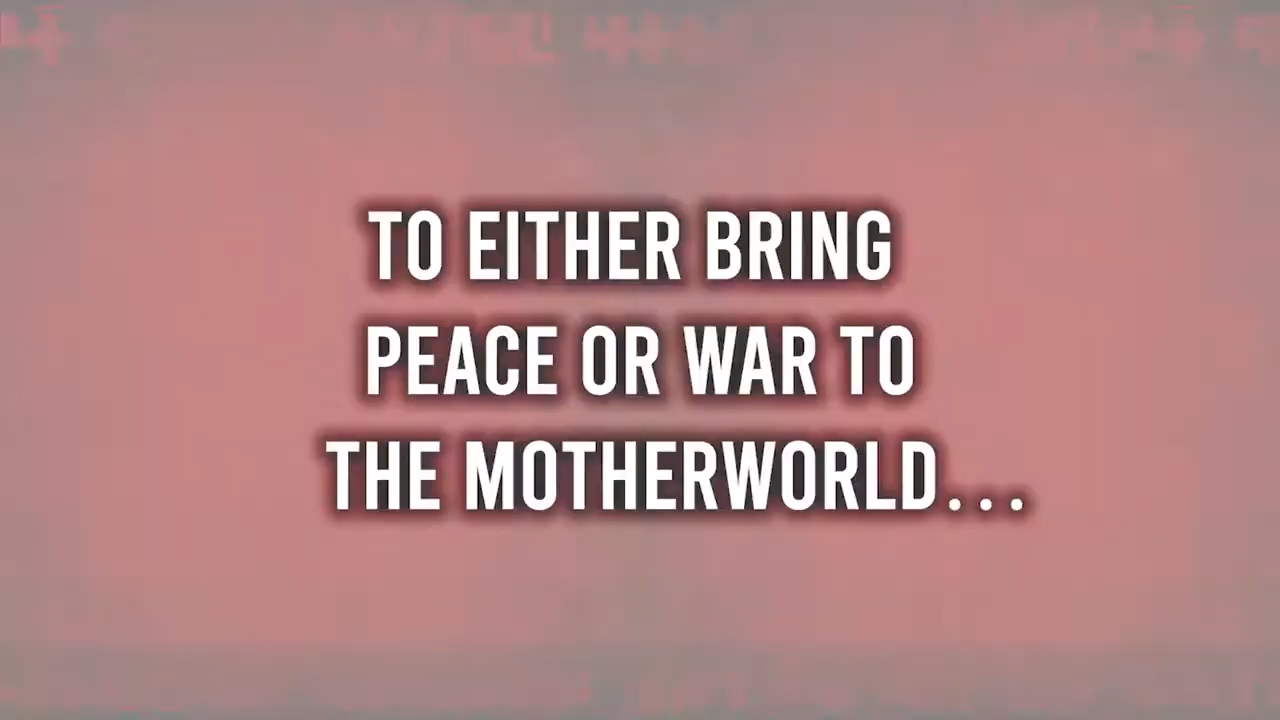 TO EITHER BRING
PEACE OR WAR TO
THE MOTHERWORLD...